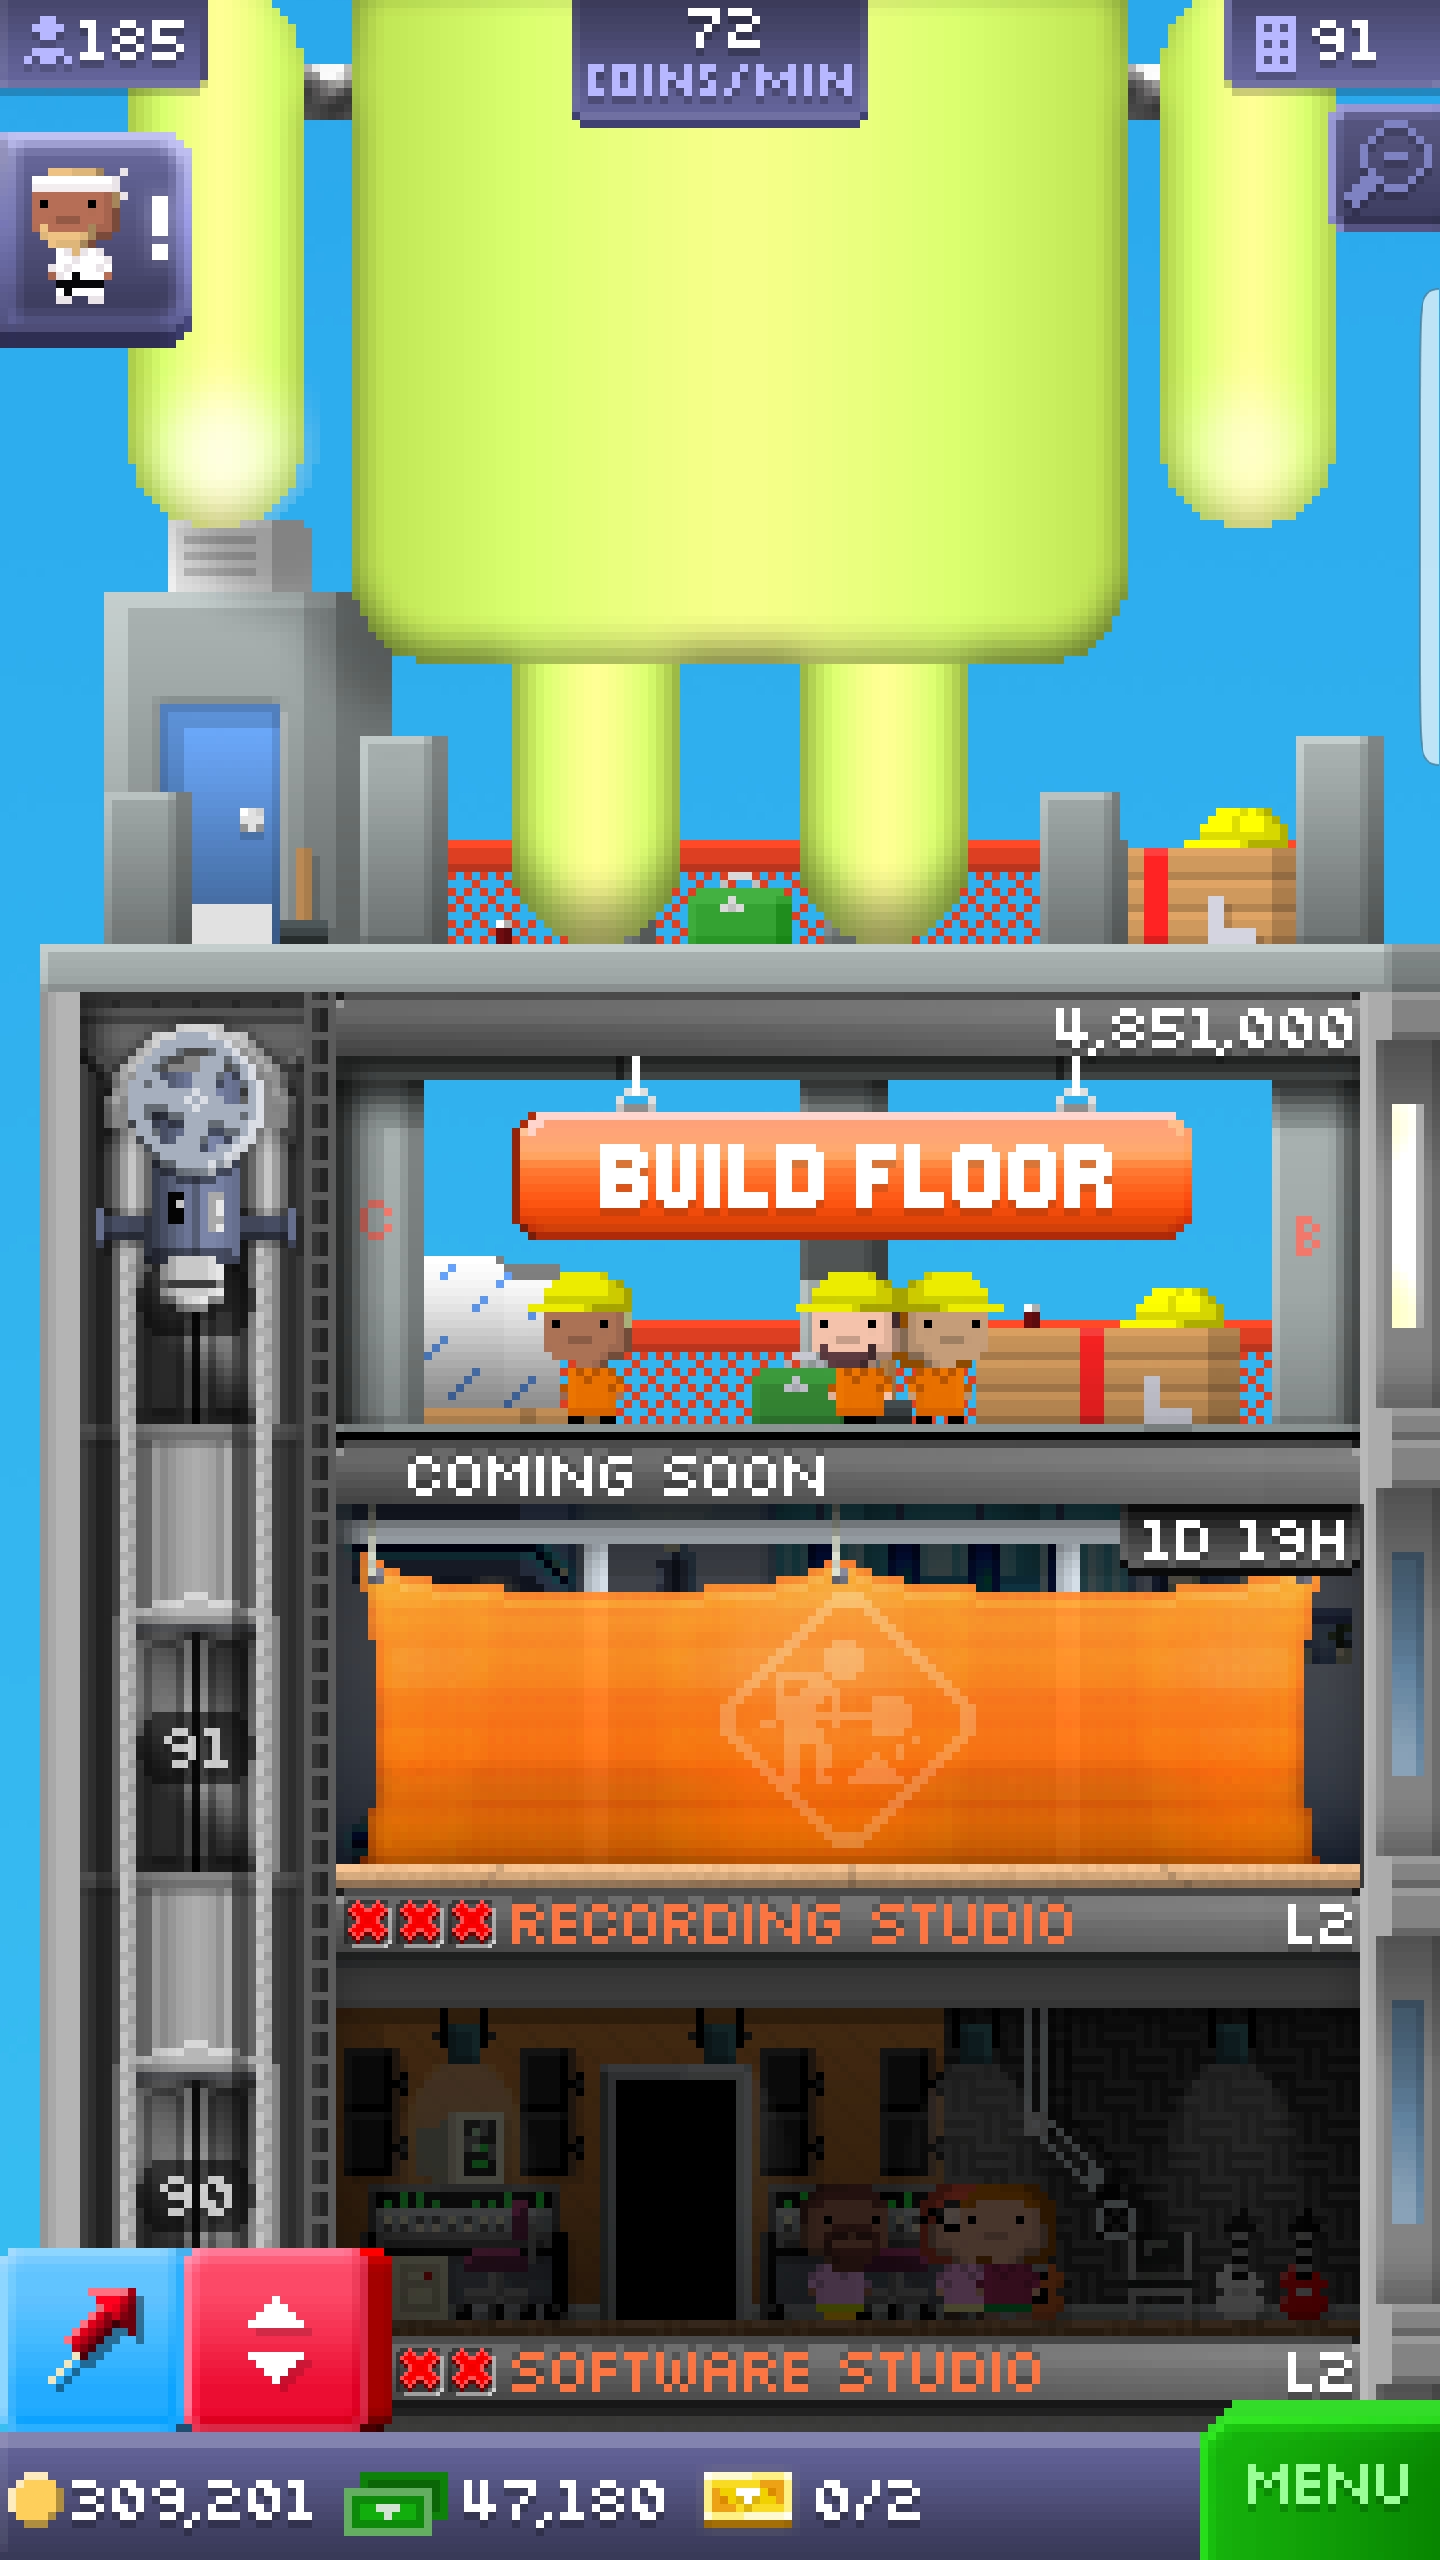 185
72
COINS/MIN
91
!
4,851,000
BUILD FLOOR
C
B
COMING SOON
1D 19H
91
RECORDING STUDIO
L2
90
SOFTWARE STUDIO
L2
309,201
47,180
0/2
MENU